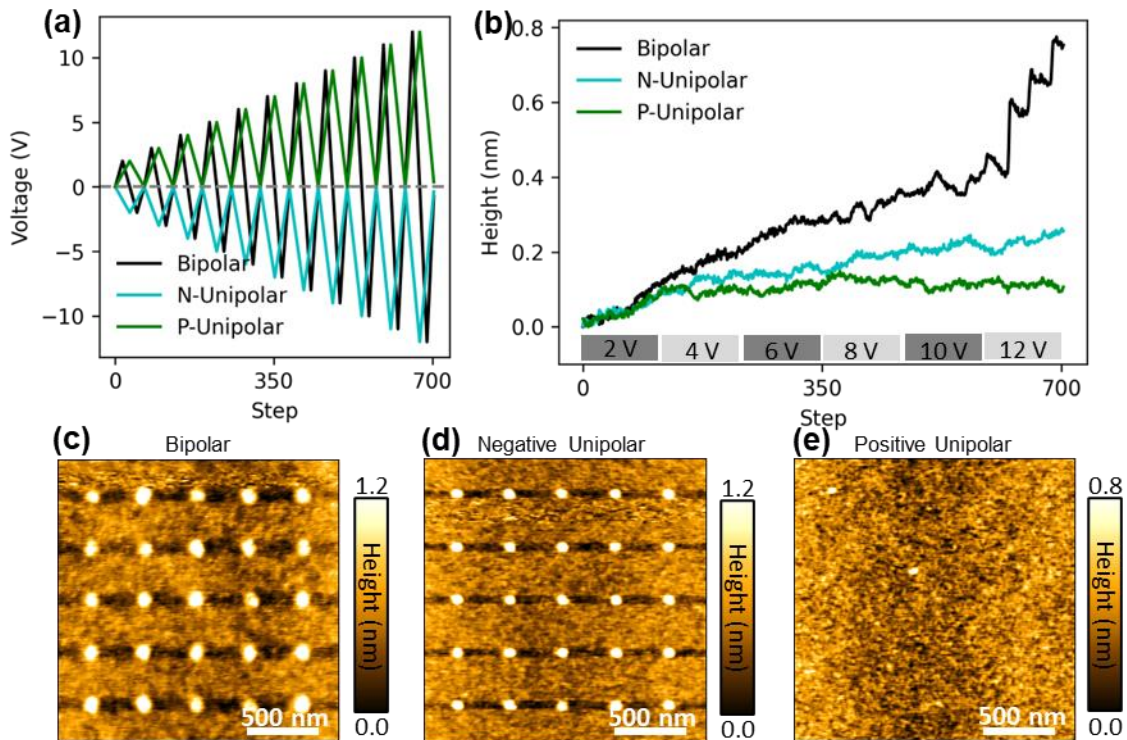 (a)
10
5
0
−5
−10
Voltage (V)
Bipolar
N-Unipolar
P-Unipolar
0
350
700
Step
(b)
0.8
0.6
0.4
0.2
0.0
Height (nm)
Bipolar
N-Unipolar
P-Unipolar
2 V
4 V
6 V
8 V
10 V
12 V
0
350
700
Step
(c)
Bipolar
500 nm
1.2
Height (nm)
0.0
(d)
Negative Unipolar
500 nm
1.2
Height (nm)
0.0
(e)
Positive Unipolar
500 nm
0.8
Height (nm)
0.0